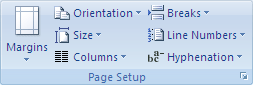 Margins
Orientation
Size
Columns
Breaks
Line Numbers
Hyphenation
Page Setup